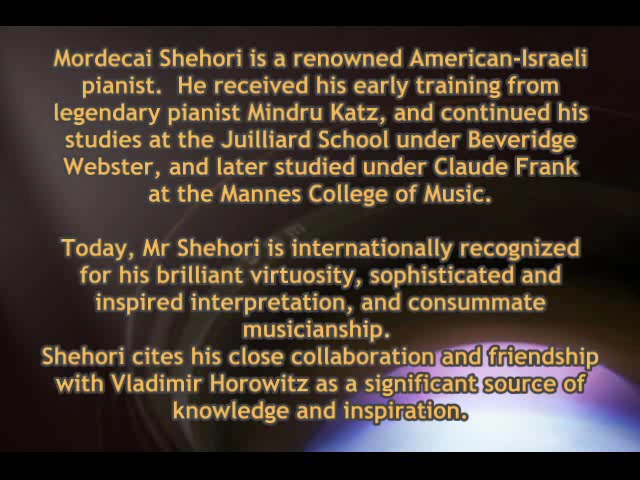 Mordecai Shehori is a renowned American-Israeli
pianist.  He received his early training from
legendary pianist Mindru Katz, and continued his
studies at the Juilliard School under Beveridge
Webster, and later studied under Claude Frank
at the Mannes College of Music.
Today, Mr Shehori is internationally recognized
for his brilliant virtuosity, sophisticated and
inspired interpretation, and consummate
musicianship.
Shehori cites his close collaboration and friendship
with Vladimir Horowitz as a significant source of
knowledge and inspiration.